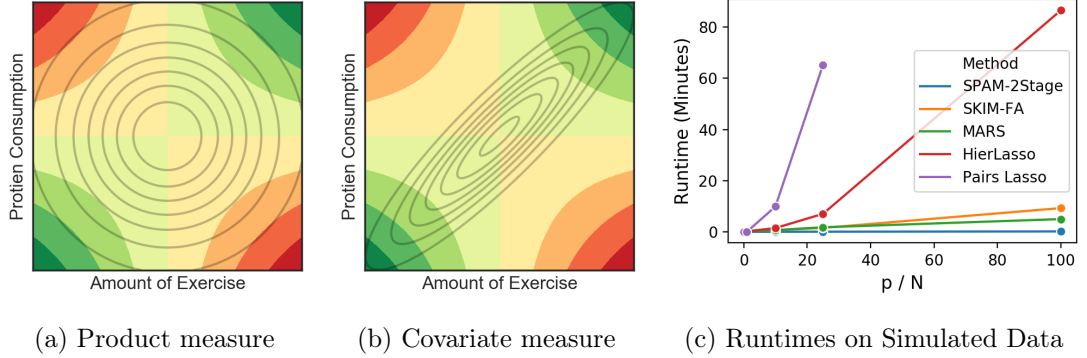 Protien Consumption
Amount of Exercise
(a) Product measure
Protien Consumption
Amount of Exercise
(b) Covariate measure
Runtime (Minutes)
80
60
40
20
0
Method
SPAM-2Stage
SKIM-FA
MARS
HierLasso
Pairs Lasso
0 20 40 60 80 100
p / N
(c) Runtimes on Simulated Data